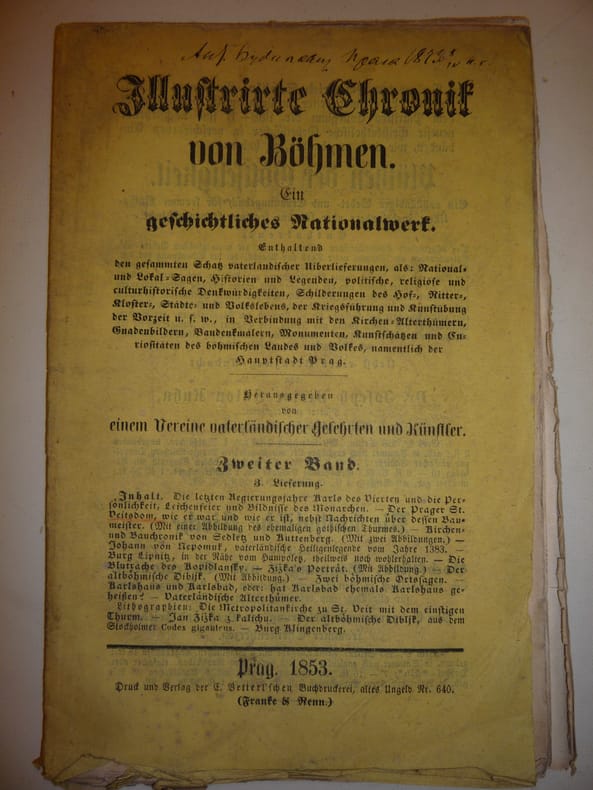 Illustrirte Chronik
von Böhmen.
Ein
geschichtliches Nationalwerk.
Enthaltend
den gesammten Schatz vaterländischer Uiberlieferungen, als: National-
und Lokal-Sagen, Historien und Legenden, politische, religiöse und
culturhistorische Denkwürdigkeiten, Schilderungen des Hof-, Ritter-,
Kloster-, Städte- und Volkslebens, der Kriegsführung und Kunstübung
der Vorzeit u. s. w., in Verbindung mit den Kirchen-Alterthümern,
Gnadenbildern, Baudenkmalern, Monumenten, Kunstschätzen und Cu-
riositäten des böhmischen Landes und Volkes, namentlich der
Hauptstadt Prag.
Herausgegeben
von
einem Vereine vaterländischer Gelehrten und Künstler.
Zweiter Band.
3. Lieferung.
Inhalt. Die letzten Regierungsjahre Karls des Vierten und die Per-
sönlichkeit, Leichenfeier und Bildnisse des Monarchen. — Der Prager St.
Veitsdom, wie er war und wie er ist, nebst Nachrichten über dessen Bau-
meister. (Mit einer Abbildung des ehemaligen gothischen Thurmes.) — Kirchen-
und Bauchronik von Sedletz und Kuttenberg. (Mit zwei Abbildungen.) —
Johann von Nepomuk, vaterländische Heiligenlegende vom Jahre 1383. —
Burg Lipnitz, in der Nähe von Humpoletz, theilweis noch wohlerhalten. — Die
Blutrache des Kopidlansky. — Žižka's Porträt. (Mit Abbildung.) — Der
altböhmische Diblik. (Mit Abbildung.) — Zwei böhmische Ortssagen. —
Karlshaus und Karlsbad, oder: hat Karlsbad ehemals Karlshaus ge-
heißen? — Vaterländische Alterthümer.
Lithographien: Die Metropolitankirche zu St. Veit mit dem einstigen
Thurm. — Jan Žižka z kalichu. — Der altböhmische Diblik, aus dem
Stockholmer Codex giganteus. — Burg Klingenberg.
Prag. 1853.
Druck und Verlag der C. Vetterl'schen Buchdruckerei, altes Ungeld Nr. 640.
(Franke & Renn.)